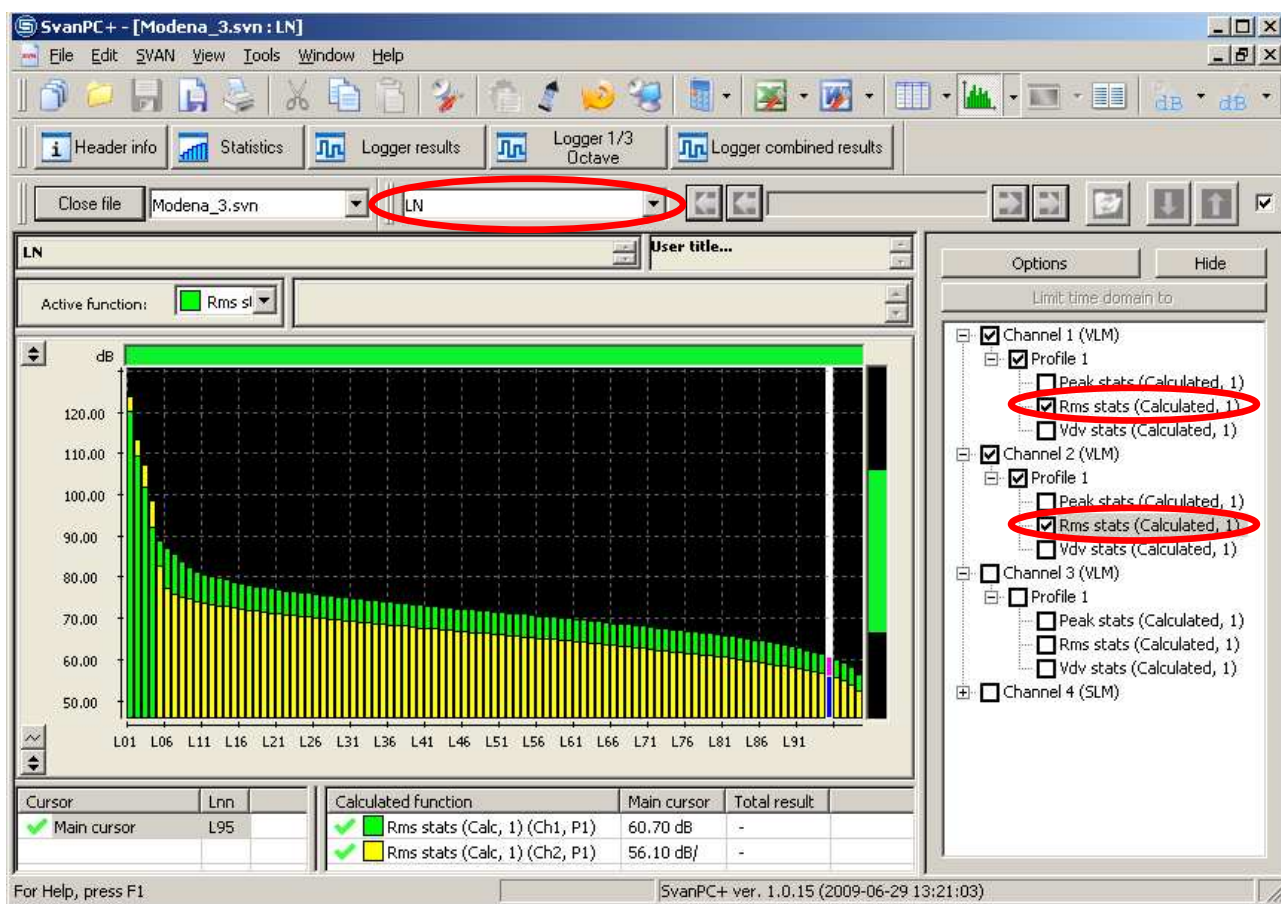 SvanPC+ - [Modena_3.svn : LN]
File Edit SVAN View Tools Window Help
dB dB
Header info Statistics Logger results Logger 1/3 Octave Logger combined results
Close file Modena_3.svn LN
LN User title...
Options Hide
Active function: Rms st
Limit time domain to
Channel 1 (VLM)
Profile 1
Peak stats (Calculated, 1)
Rms stats (Calculated, 1)
Vdv stats (Calculated, 1)
Channel 2 (VLM)
Profile 1
Peak stats (Calculated, 1)
Rms stats (Calculated, 1)
Vdv stats (Calculated, 1)
Channel 3 (VLM)
Profile 1
Peak stats (Calculated, 1)
Rms stats (Calculated, 1)
Vdv stats (Calculated, 1)
Channel 4 (SLM)
dB
120.00
110.00
100.00
90.00
80.00
70.00
60.00
50.00
L01 L06 L11 L16 L21 L26 L31 L36 L41 L46 L51 L56 L61 L66 L71 L76 L81 L86 L91
Cursor Lnn
Main cursor L95
Calculated function Main cursor Total result
Rms stats (Calc, 1) (Ch1, P1) 60.70 dB -
Rms stats (Calc, 1) (Ch2, P1) 56.10 dB/ -
For Help, press F1 SvanPC+ ver. 1.0.15 (2009-06-29 13:21:03)